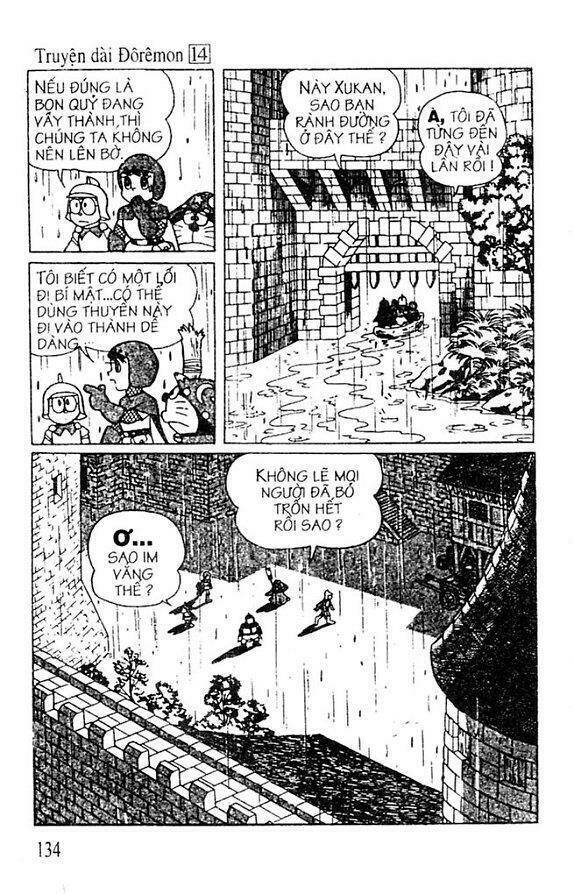 Truyện dài Đôrêmon 14
NẾU ĐÚNG LÀ
BỌN QUỶ ĐANG
VÂY THÀNH, THÌ
CHÚNG TA KHÔNG
NÊN LÊN BỜ.
TÔI BIẾT CÓ MỘT LỐI
ĐI BÍ MẬT...CÓ THỂ
DÙNG THUYỀN NÀY
ĐI VÀO THÀNH DỄ
DÀNG...
NÀY XUKAN,
SAO BẠN
RÀNH ĐƯỜNG
Ở ĐÂY THẾ ?
À, TÔI ĐÃ
TỪNG ĐẾN
ĐÂY VÀI
LẦN RỒI !
Ơ...
SAO IM
VẮNG
THẾ ?
KHÔNG LẼ MỌI
NGƯỜI ĐÃ BỎ
TRỐN HẾT
RỒI SAO ?
134